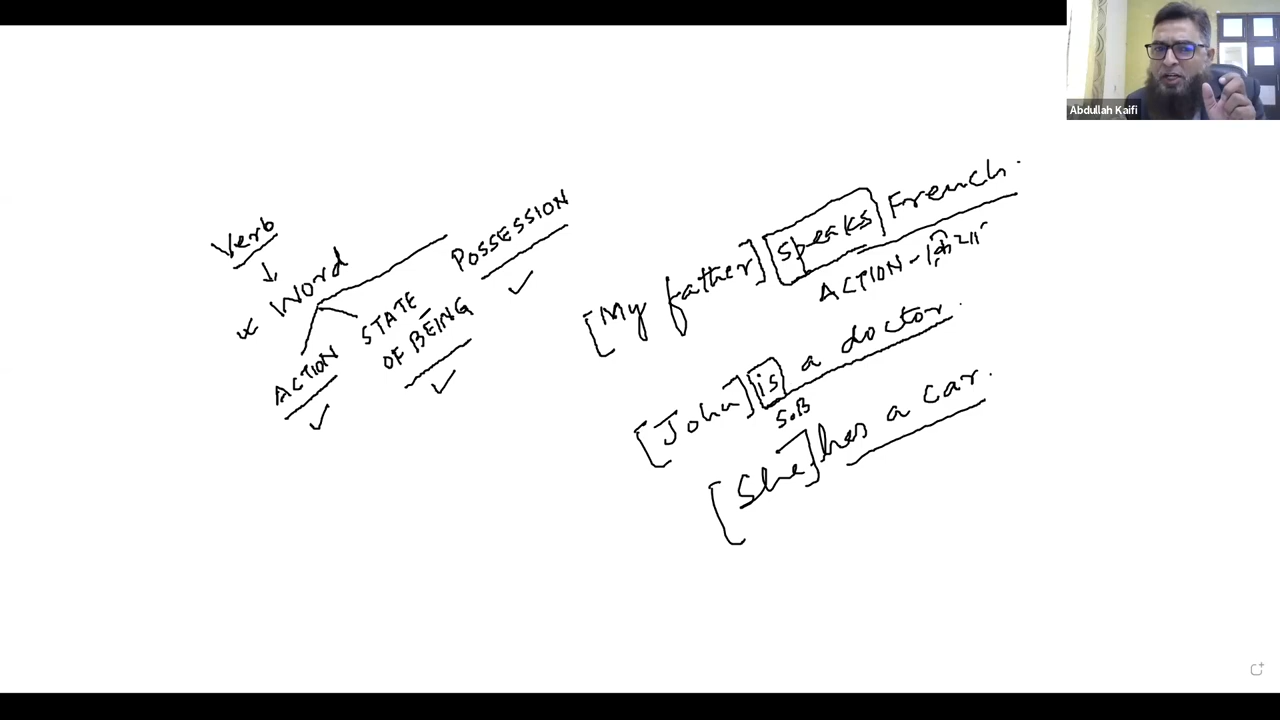 Abdullah Kaifi
Verb
Word
ACTION
STATE
OF BEING
POSSESSION
[My father] speaks French.
ACTION -
[John] is a doctor.
S.B
[She] has a car.